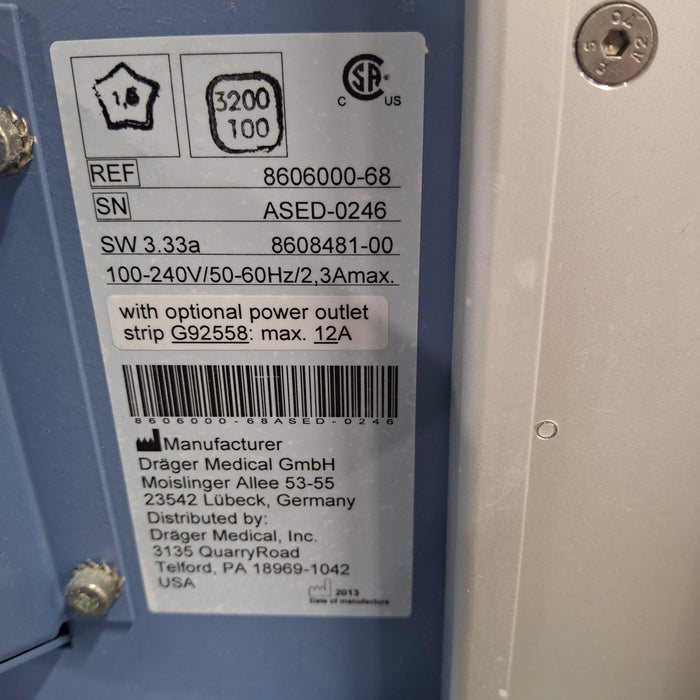 1,6
3200
100
CSA®
C US
REF 8606000-68
SN ASED-0246
SW 3.33a 8608481-00
100-240V/50-60Hz/2,3Amax.
with optional power outlet
strip G92558: max. 12A
8606000-68ASED-0246
Manufacturer
Dräger Medical GmbH
Moislinger Allee 53-55
23542 Lübeck, Germany
Distributed by:
Dräger Medical, Inc.
3135 QuarryRoad
Telford, PA 18969-1042
USA
2013
Date of manufacture